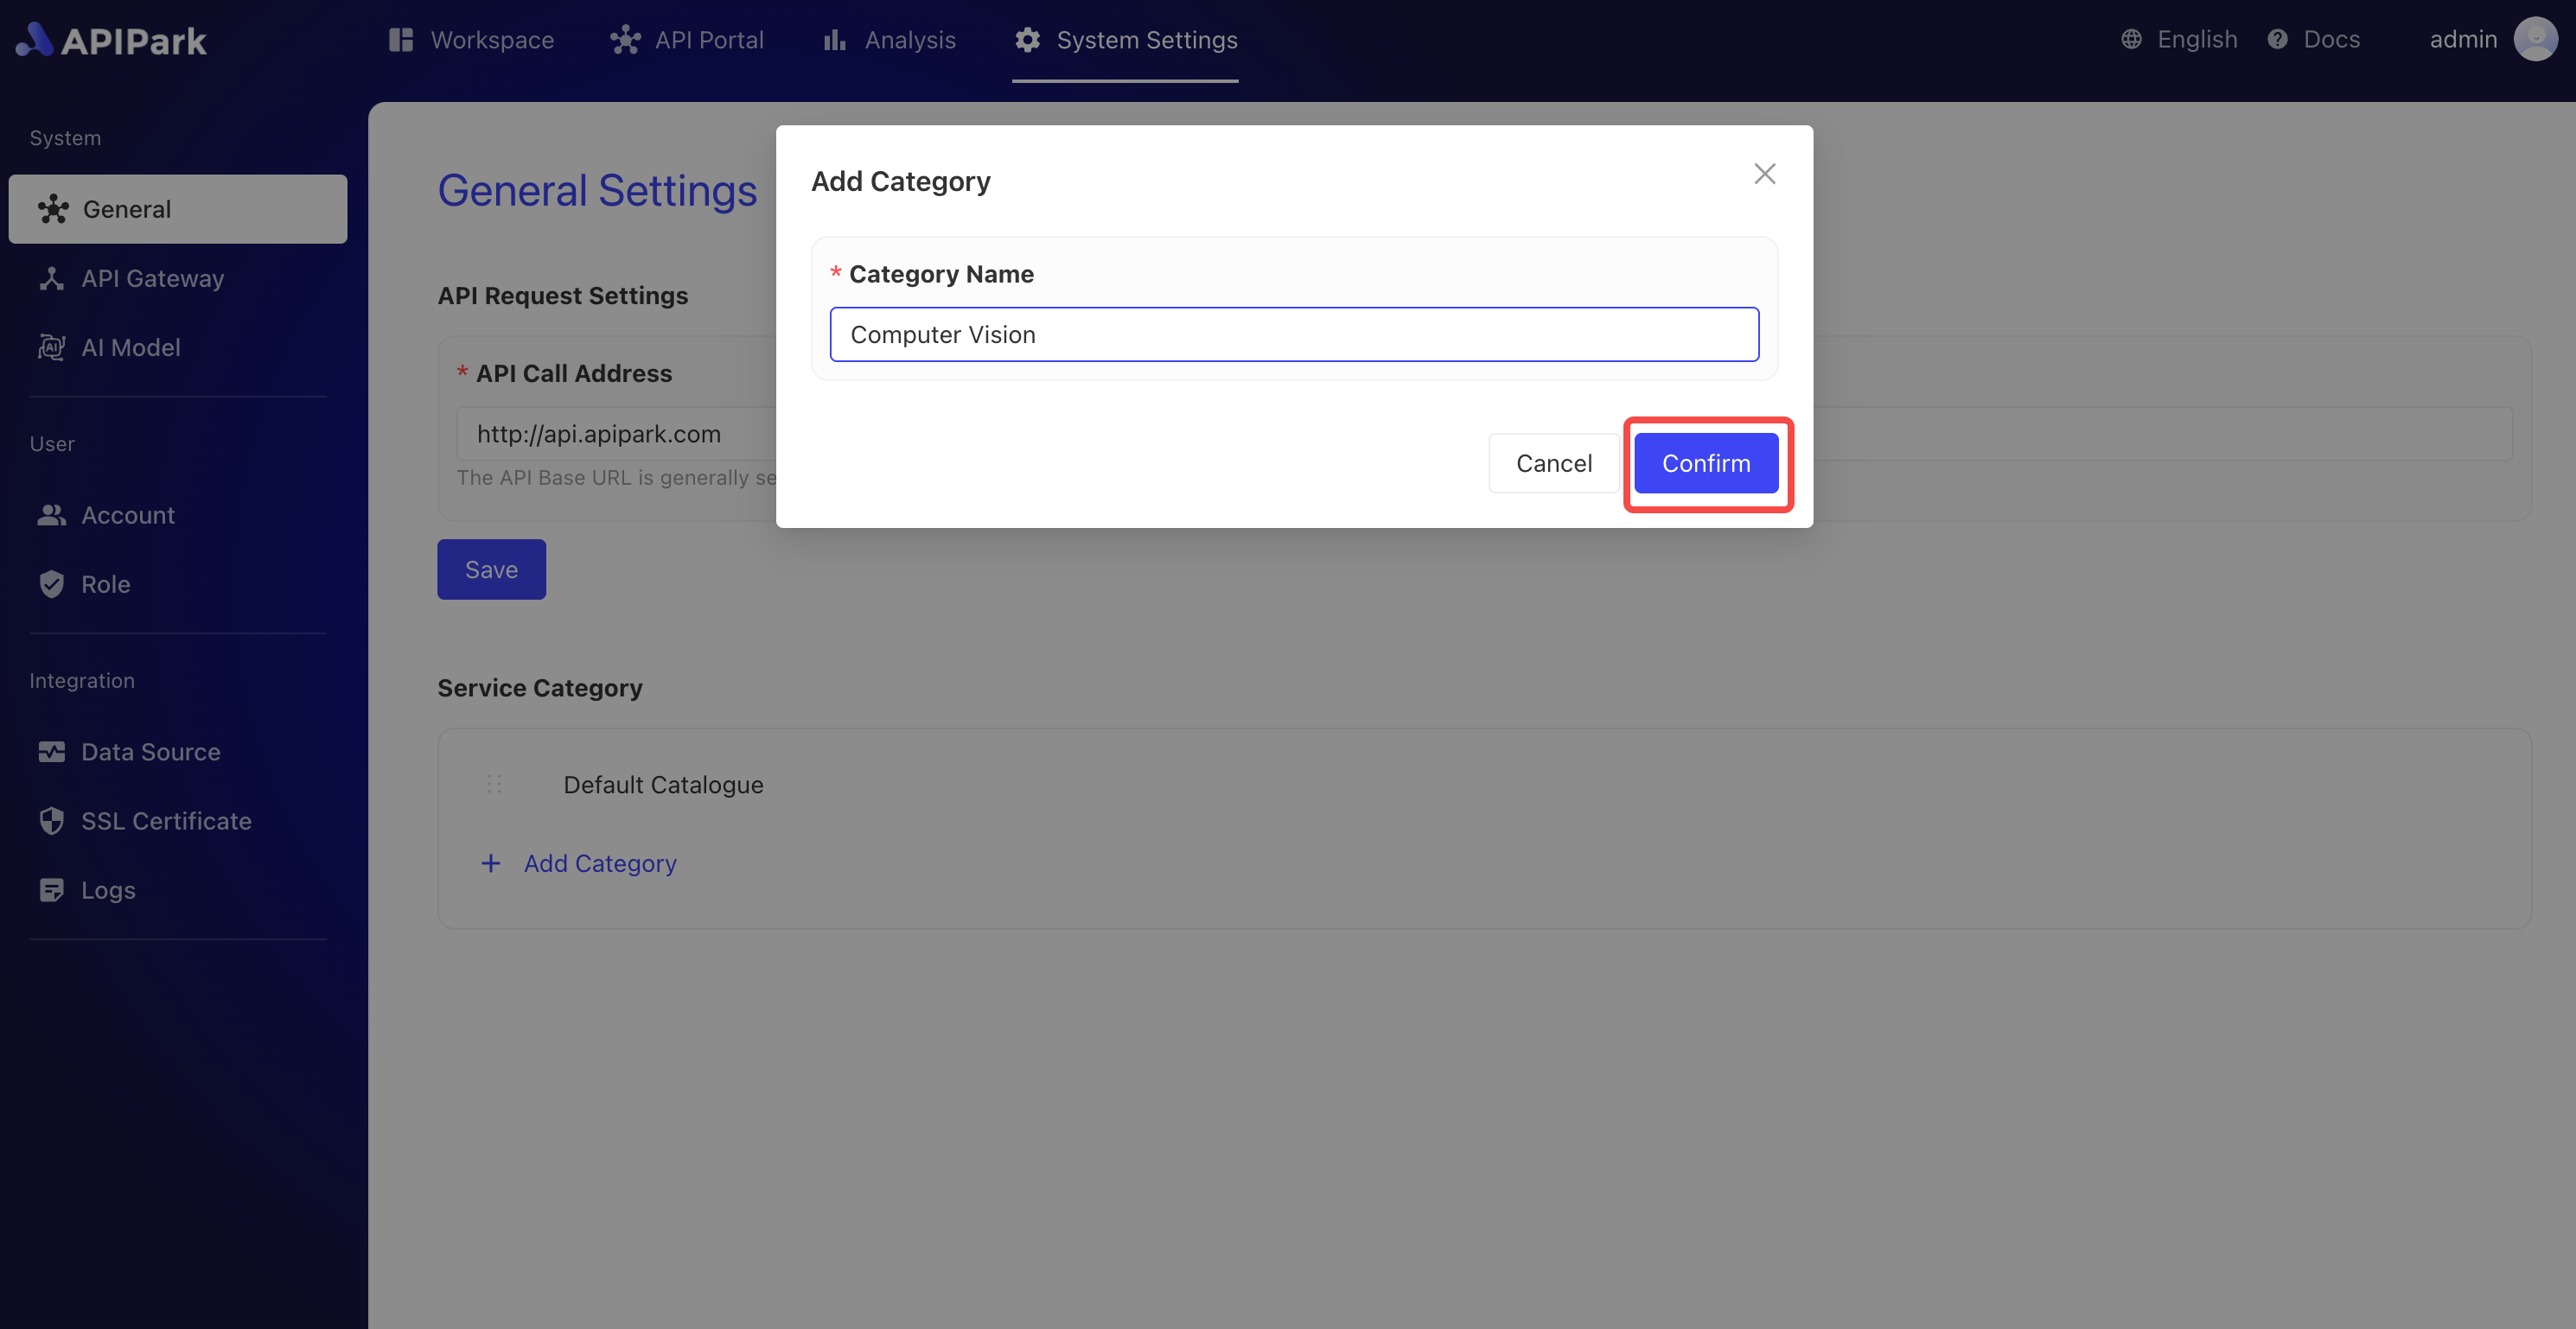 APIPark
Workspace
API Portal
Analysis
System Settings
English
Docs
admin
System
General
API Gateway
AI Model
User
Account
Role
Integration
Data Source
SSL Certificate
Logs
General Settings
API Request Settings
* API Call Address
http://api.apipark.com
The API Base URL is generally se
Save
Service Category
Default Catalogue
+ Add Category
Add Category
* Category Name
Computer Vision
Cancel
Confirm